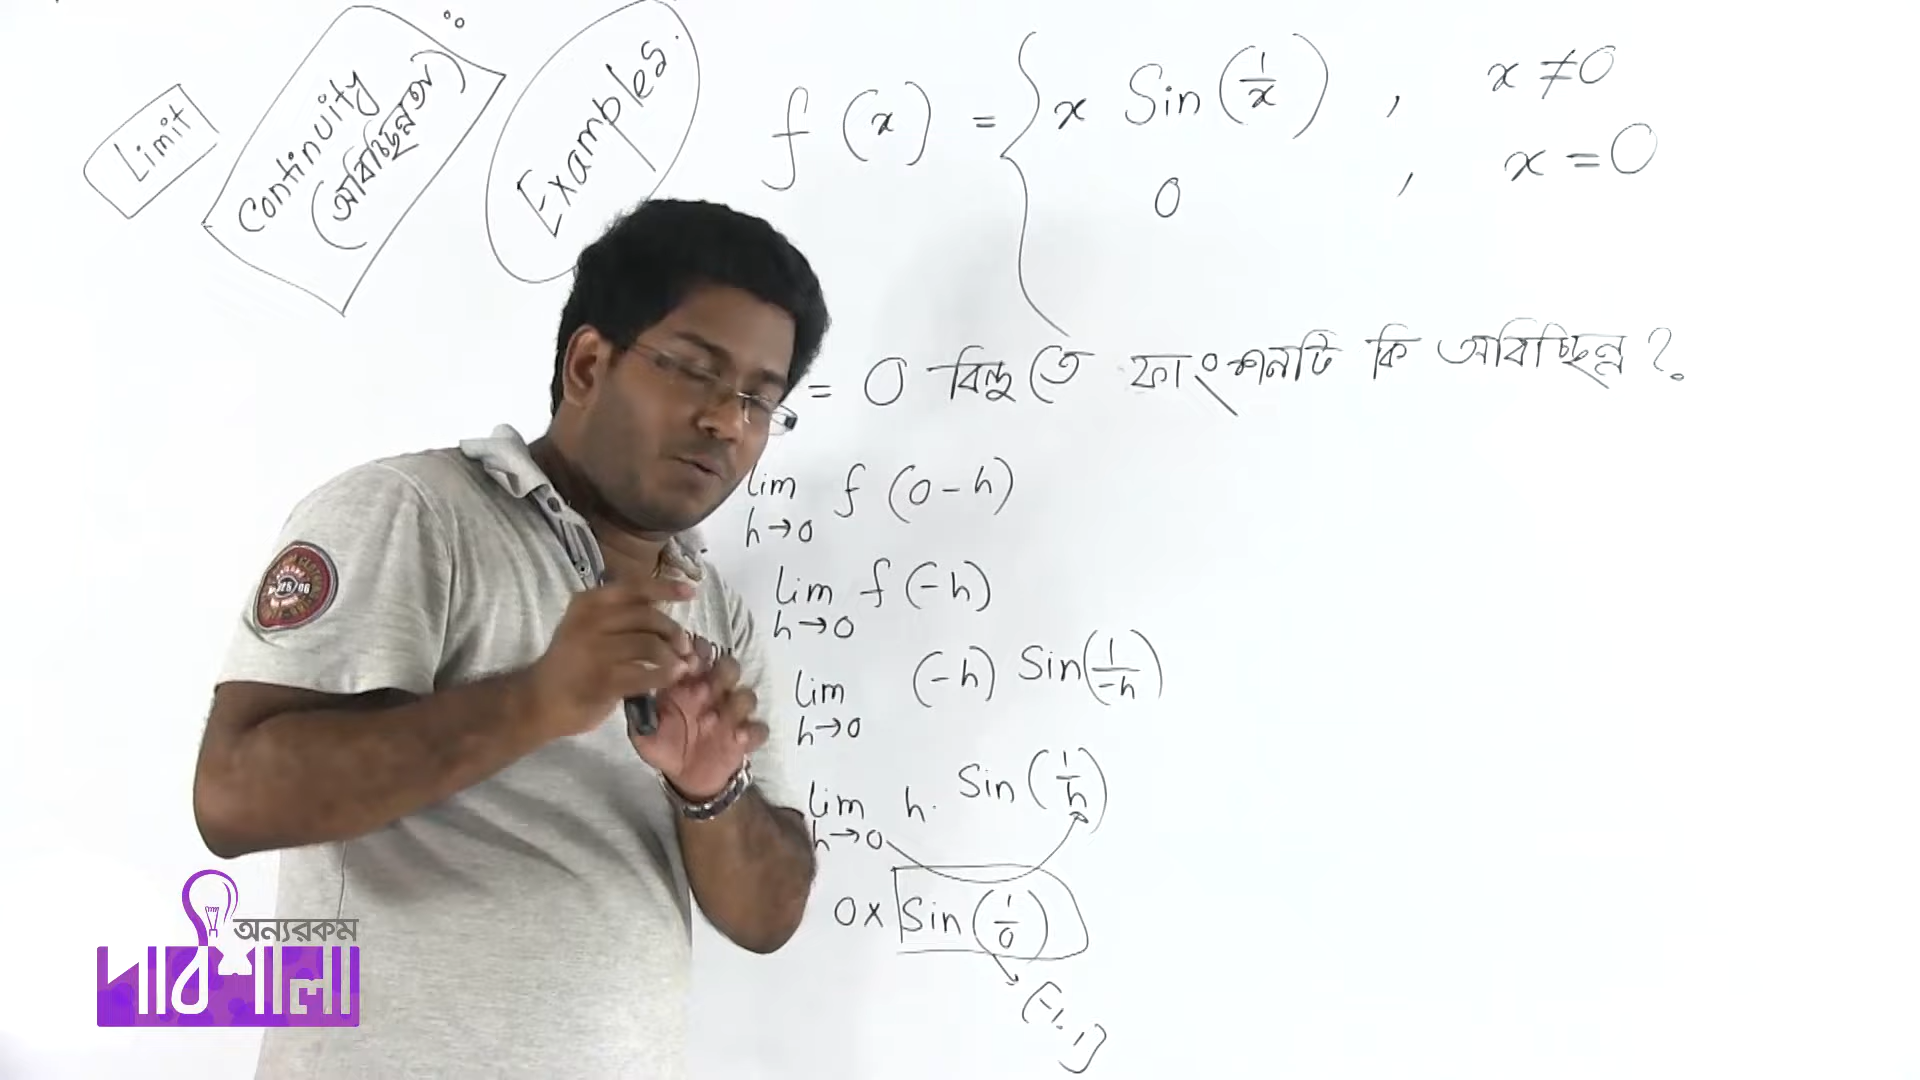 Limit
Continuity
(অবিচ্ছিন্নতা)
Examples.
f(x) = { x Sin(1/x) , x ≠ 0
0 , x = 0
= 0 বিন্দুতে ফাংশনটি কি অবিচ্ছিন্ন?
lim h→0 f(0-h)
lim h→0 f(-h)
lim h→0 (-h) Sin(1/-h)
lim h→0 h. Sin(1/h)
0 x Sin(1/0)
[-1, 1]
অন্যরকম
পাঠশালা